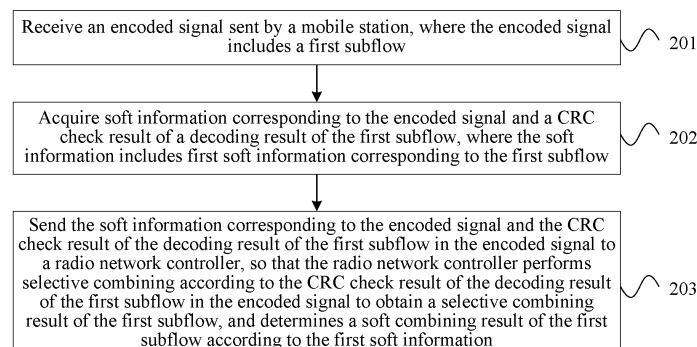 Receive an encoded signal sent by a mobile station, where the encoded signal
includes a first subflow
201
Acquire soft information corresponding to the encoded signal and a CRC
check result of a decoding result of the first subflow, where the soft
information includes first soft information corresponding to the first subflow
202
Send the soft information corresponding to the encoded signal and the CRC
check result of the decoding result of the first subflow in the encoded signal to
a radio network controller, so that the radio network controller performs
selective combining according to the CRC check result of the decoding result
of the first subflow in the encoded signal to obtain a selective combining
result of the first subflow, and determines a soft combining result of the first
subflow according to the first soft information
203